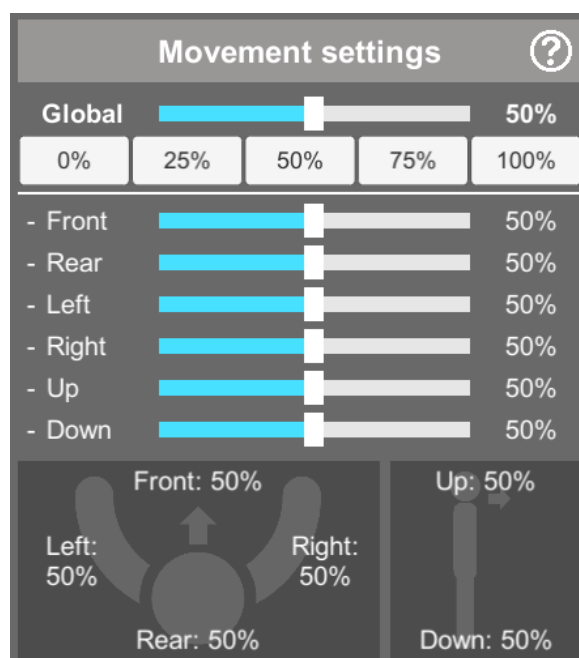 Movement settings ?
Global 50%
0% 25% 50% 75% 100%
- Front 50%
- Rear 50%
- Left 50%
- Right 50%
- Up 50%
- Down 50%
Front: 50%
Left:
50%
Right:
50%
Rear: 50%
Up: 50%
Down: 50%